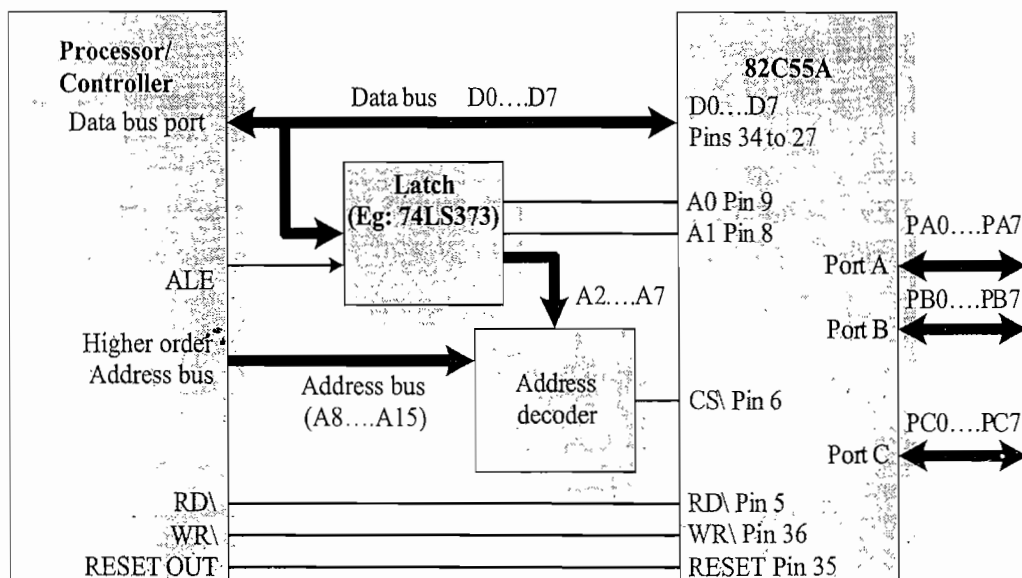 Processor/
Controller
Data bus port
ALE
Higher order
Address bus
RD\
WR\
RESET OUT
Data bus D0....D7
Latch
(Eg: 74LS373)
A2....A7
Address bus
(A8....A15)
Address
decoder
82C55A
D0....D7
Pins 34 to 27
A0 Pin 9
A1 Pin 8
CS\ Pin 6
RD\ Pin 5
WR\ Pin 36
RESET Pin 35
Port A
Port B
Port C
PA0....PA7
PB0....PB7
PC0....PC7